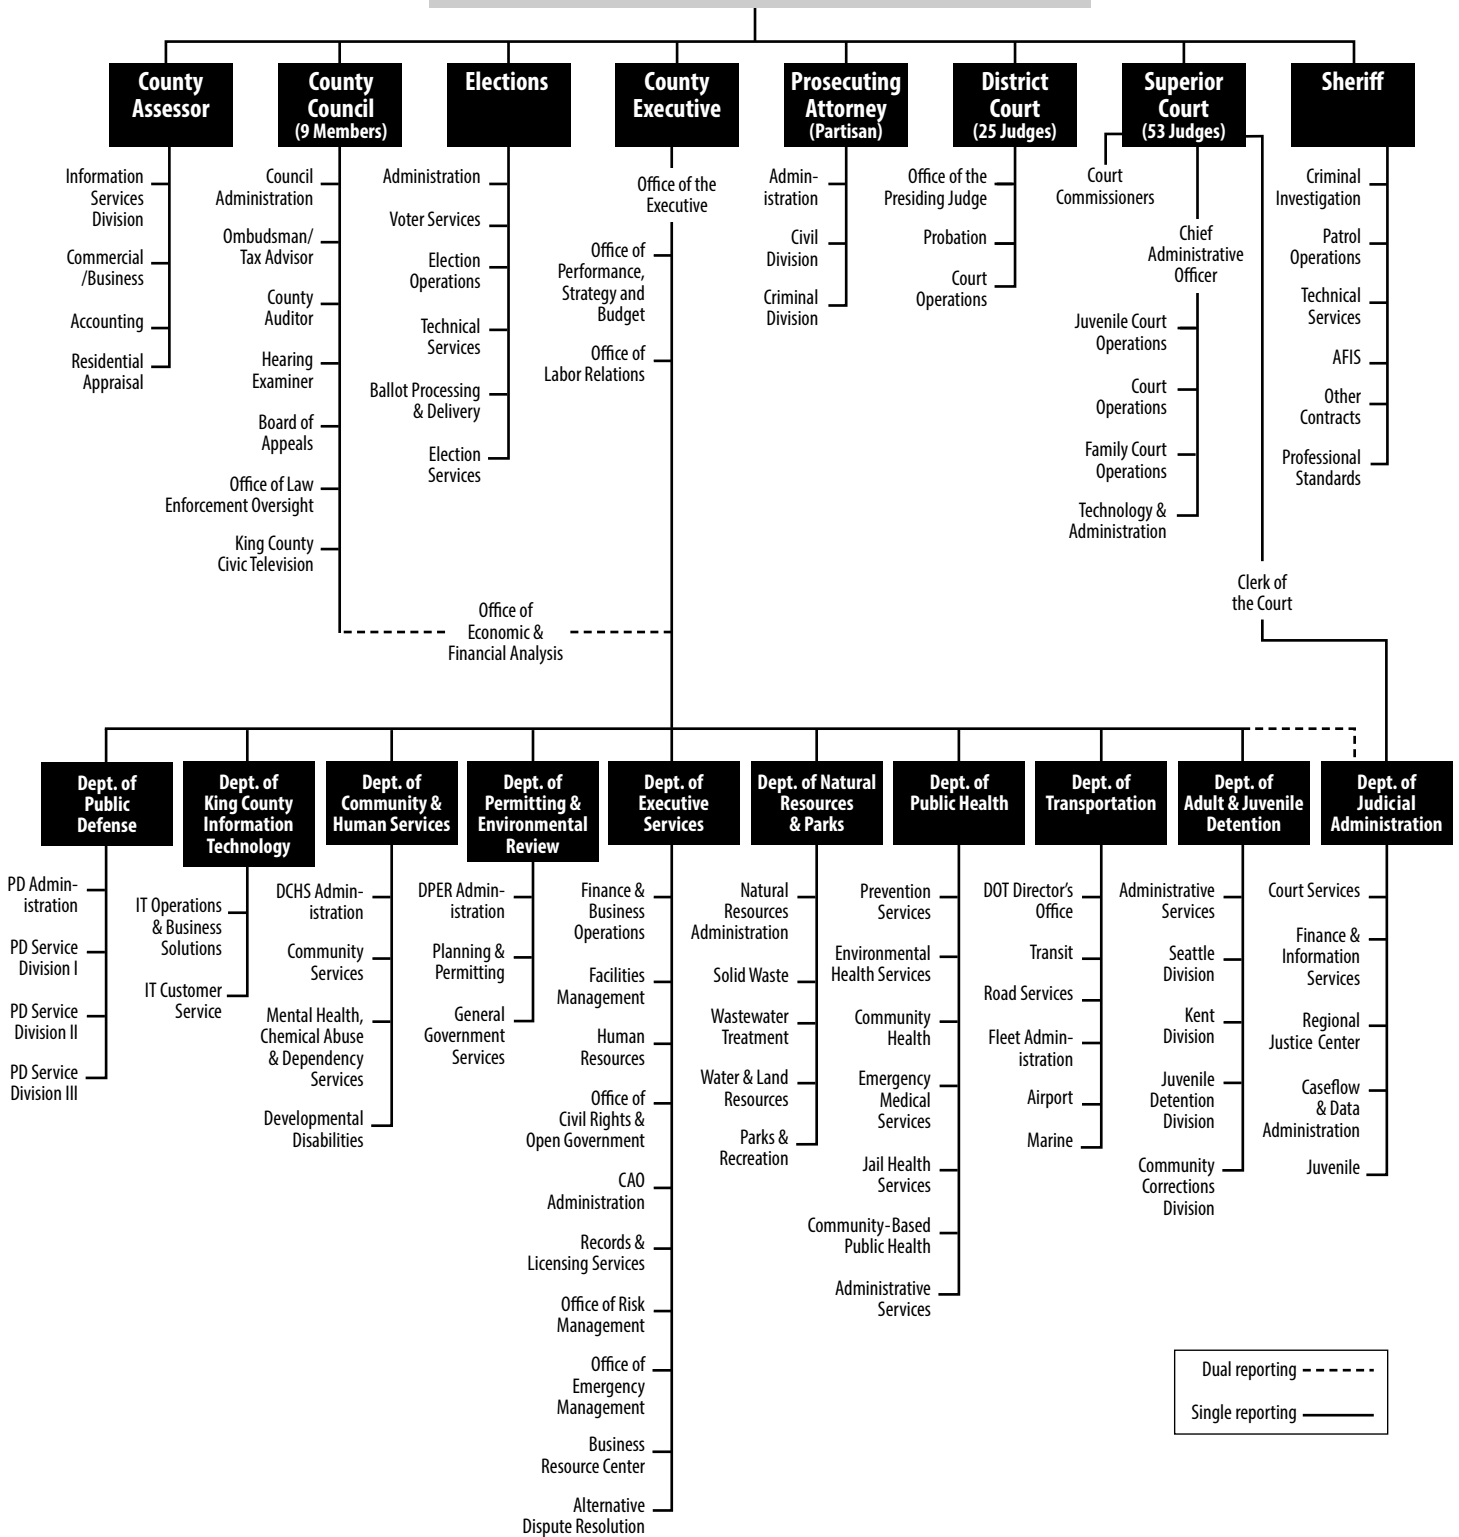 County
Assessor
County
Council
(9 Members)
Elections
County
Executive
Prosecuting
Attorney
(Partisan)
District
Court
(25 Judges)
Superior
Court
(53 Judges)
Sheriff
Information
Services
Division
Commercial
/Business
Accounting
Residential
Appraisal
Council
Administration
Ombudsman/
Tax Advisor
County
Auditor
Hearing
Examiner
Board of
Appeals
Office of Law
Enforcement Oversight
King County
Civic Television
Administration
Voter Services
Election
Operations
Technical
Services
Ballot Processing
& Delivery
Election
Services
Office of
Economic &
Financial Analysis
Office of the
Executive
Office of
Performance,
Strategy and
Budget
Office of
Labor Relations
Admin-
istration
Civil
Division
Criminal
Division
Office of the
Presiding Judge
Probation
Court
Operations
Court
Commissioners
Chief
Administrative
Officer
Juvenile Court
Operations
Court
Operations
Family Court
Operations
Technology &
Administration
Clerk of
the Court
Criminal
Investigation
Patrol
Operations
Technical
Services
AFIS
Other
Contracts
Professional
Standards
Dept. of
Public
Defense
Dept. of
King County
Information
Technology
Dept. of
Community &
Human Services
Dept. of
Permitting &
Environmental
Review
Dept. of
Executive
Services
Dept. of Natural
Resources
& Parks
Dept. of
Public Health
Dept. of
Transportation
Dept. of
Adult & Juvenile
Detention
Dept. of
Judicial
Administration
PD Admin-
istration
PD Service
Division I
PD Service
Division II
PD Service
Division III
IT Operations
& Business
Solutions
IT Customer
Service
DCHS Admin-
istration
Community
Services
Mental Health,
Chemical Abuse
& Dependency
Services
Developmental
Disabilities
DPER Admin-
istration
Planning &
Permitting
General
Government
Services
Finance &
Business
Operations
Facilities
Management
Human
Resources
Office of
Civil Rights &
Open Government
CAO
Administration
Records &
Licensing Services
Office of Risk
Management
Office of
Emergency
Management
Business
Resource Center
Alternative
Dispute Resolution
Natural
Resources
Administration
Solid Waste
Wastewater
Treatment
Water & Land
Resources
Parks &
Recreation
Prevention
Services
Environmental
Health Services
Community
Health
Emergency
Medical
Services
Jail Health
Services
Community-Based
Public Health
Administrative
Services
DOT Director's
Office
Transit
Road Services
Fleet Admin-
istration
Airport
Marine
Administrative
Services
Seattle
Division
Kent
Division
Juvenile
Detention
Division
Community
Corrections
Division
Court Services
Finance &
Information
Services
Regional
Justice Center
Caseflow
& Data
Administration
Juvenile
Dual reporting
Single reporting